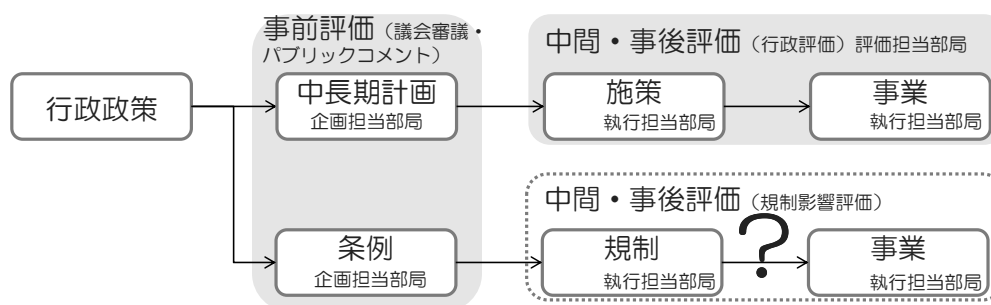 事前評価（議会審議・
パブリックコメント）
中間・事後評価（行政評価）評価担当部局
行政政策
中長期計画
企画担当部局
施策
執行担当部局
事業
執行担当部局
中間・事後評価（規制影響評価）
条例
企画担当部局
規制
執行担当部局
?
事業
執行担当部局